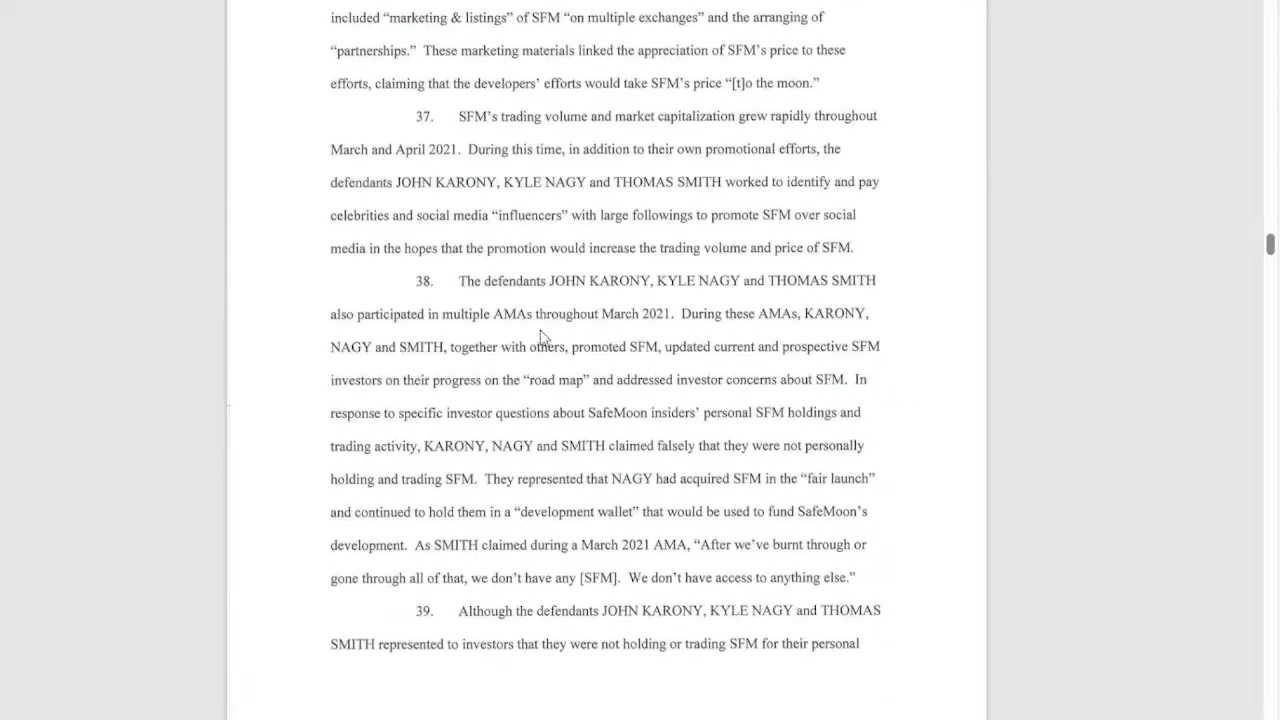 included “marketing & listings” of SFM “on multiple exchanges” and the arranging of
“partnerships.”  These marketing materials linked the appreciation of SFM’s price to these
efforts, claiming that the developers’ efforts would take SFM’s price “[t]o the moon.”
37. SFM’s trading volume and market capitalization grew rapidly throughout
March and April 2021.  During this time, in addition to their own promotional efforts, the
defendants JOHN KARONY, KYLE NAGY and THOMAS SMITH worked to identify and pay
celebrities and social media “influencers” with large followings to promote SFM over social
media in the hopes that the promotion would increase the trading volume and price of SFM.
38. The defendants JOHN KARONY, KYLE NAGY and THOMAS SMITH
also participated in multiple AMAs throughout March 2021.  During these AMAs, KARONY,
NAGY and SMITH, together with others, promoted SFM, updated current and prospective SFM
investors on their progress on the “road map” and addressed investor concerns about SFM.  In
response to specific investor questions about SafeMoon insiders’ personal SFM holdings and
trading activity, KARONY, NAGY and SMITH claimed falsely that they were not personally
holding and trading SFM.  They represented that NAGY had acquired SFM in the “fair launch”
and continued to hold them in a “development wallet” that would be used to fund SafeMoon’s
development.  As SMITH claimed during a March 2021 AMA, “After we’ve burnt through or
gone through all of that, we don’t have any [SFM].  We don’t have access to anything else.”
39. Although the defendants JOHN KARONY, KYLE NAGY and THOMAS
SMITH represented to investors that they were not holding or trading SFM for their personal